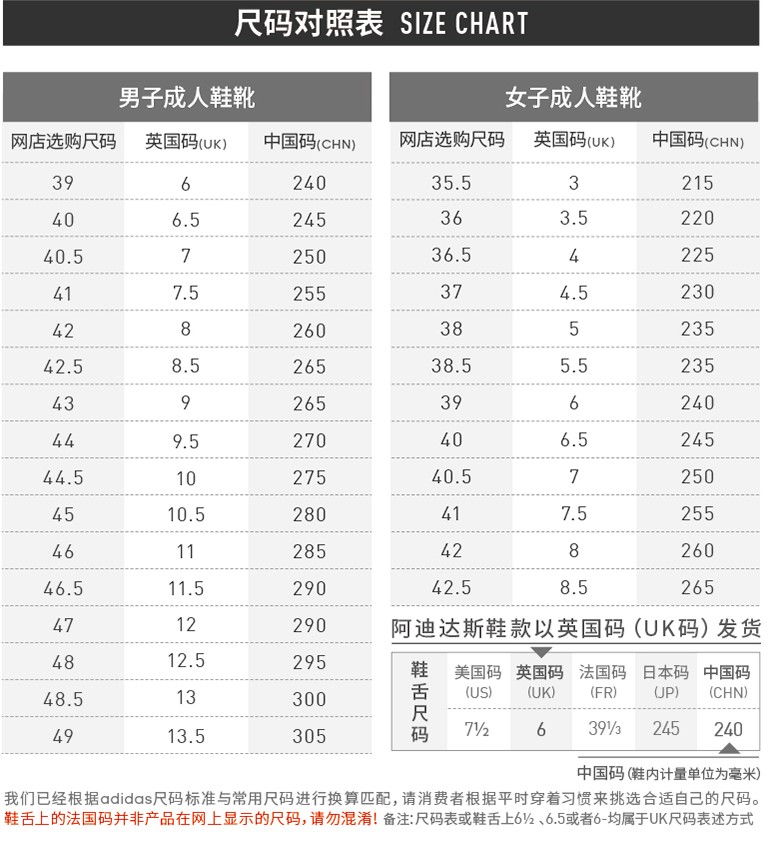 尺码对照表 SIZE CHART
男子成人鞋靴
网店选购尺码 英国码(UK) 中国码(CHN)
39 6 240
40 6.5 245
40.5 7 250
41 7.5 255
42 8 260
42.5 8.5 265
43 9 265
44 9.5 270
44.5 10 275
45 10.5 280
46 11 285
46.5 11.5 290
47 12 290
48 12.5 295
48.5 13 300
49 13.5 305
女子成人鞋靴
网店选购尺码 英国码(UK) 中国码(CHN)
35.5 3 215
36 3.5 220
36.5 4 225
37 4.5 230
38 5 235
38.5 5.5 235
39 6 240
40 6.5 245
40.5 7 250
41 7.5 255
42 8 260
42.5 8.5 265
阿迪达斯鞋款以英国码（UK码）发货
鞋舌尺码
美国码 英国码 法国码 日本码 中国码
(US) (UK) (FR) (JP) (CHN)
7½ 6 39⅓ 245 240
中国码(鞋内计量单位为毫米)
我们已经根据adidas尺码标准与常用尺码进行换算匹配,请消费者根据平时穿着习惯来挑选合适自己的尺码。
鞋舌上的法国码并非产品在网上显示的尺码,请勿混淆! 备注:尺码表或鞋舌上6½ 、6.5或者6-均属于UK尺码表述方式